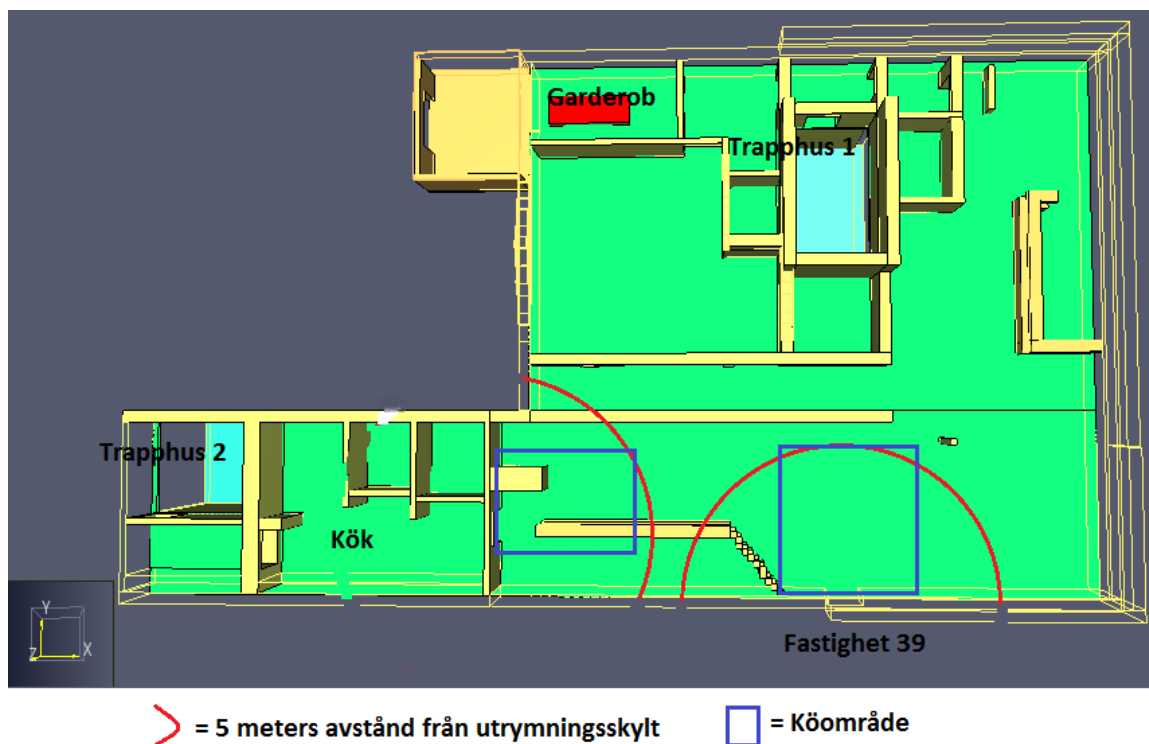 Garderob
Trapphus 1
Trapphus 2
Kök
Fastighet 39
Y
Z X
= 5 meters avstånd från utrymningsskylt
= Köområde